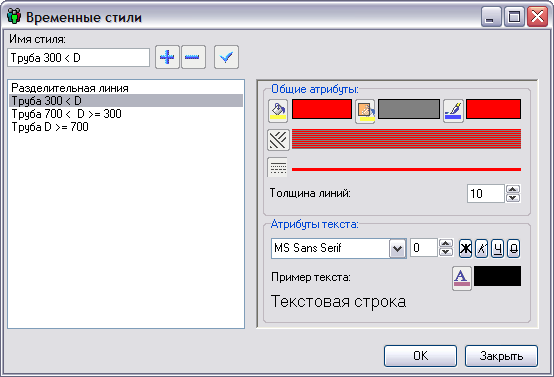 Временные стили
Имя стиля:
Труба 300 < D
Разделительная линия
Труба 300 < D
Труба 700 < D >= 300
Труба D >= 700
Общие атрибуты:
Толщина линий:
10
Атрибуты текста:
MS Sans Serif
0
Ж К Ч О
Пример текста:
А
Текстовая строка
OK
Закрыть